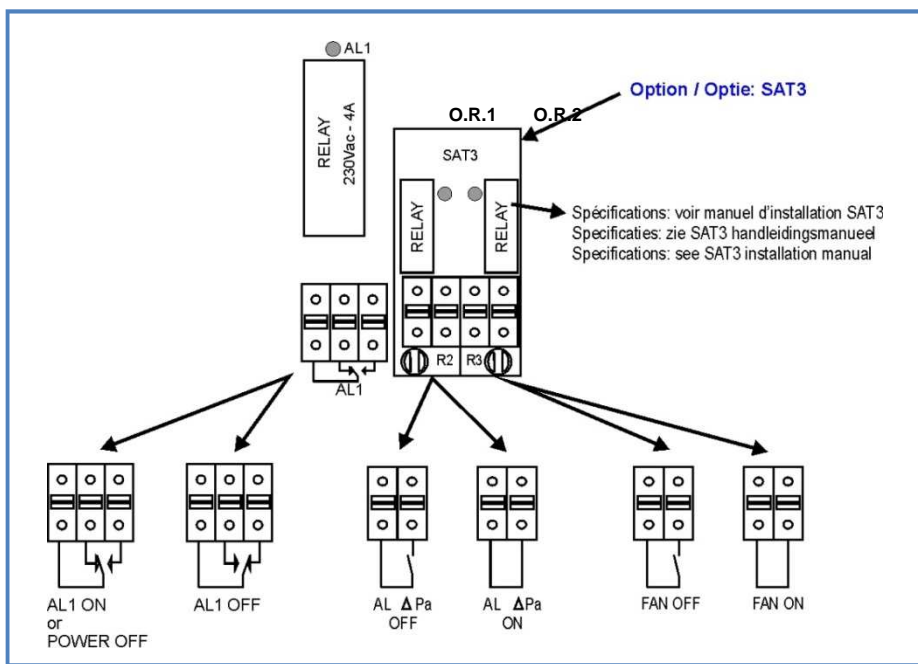 AL1
Option / Optie: SAT3
O.R.1 O.R.2
RELAY
230Vac - 4A
SAT3
RELAY
RELAY
Spécifications: voir manuel d'installation SAT3
Specificaties: zie SAT3 handleidingsmanueel
Specifications: see SAT3 installation manual
R2 R3
AL1
AL1 ON
or
POWER OFF
AL1 OFF
AL ΔPa
OFF
AL ΔPa
ON
FAN OFF
FAN ON